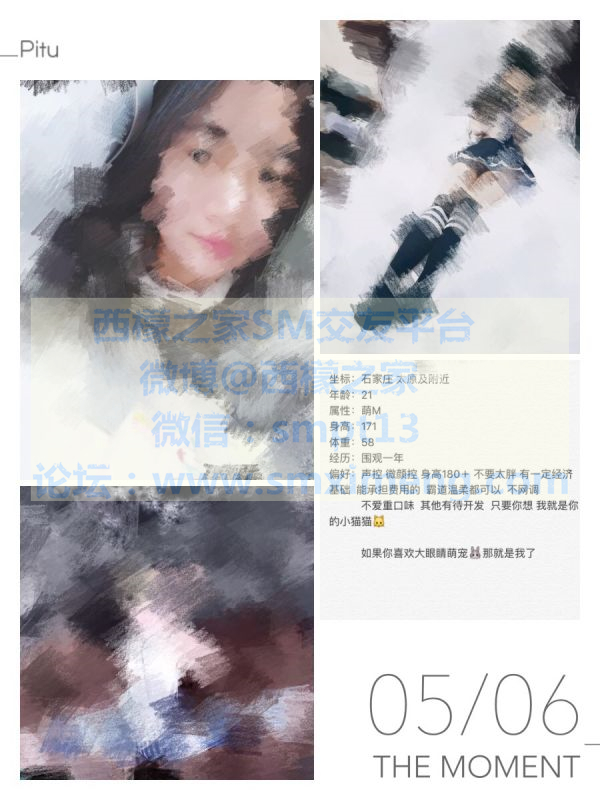 Pitu
西檬之家SM交友平台
微博@西檬之家
坐标：石家庄 太原及附近
年龄：21
属性：萌M
身高：171
体重：58
经历：围观一年
偏好：声控 微颜控 身高180＋ 不要太胖 有一定经济
基础 能承担费用的 霸道温柔都可以 不网调
不爱重口味 其他有待开发 只要你想 我就是你
的小猫猫🐱
如果你喜欢大眼睛萌宠🐰那就是我了
05/06
THE MOMENT